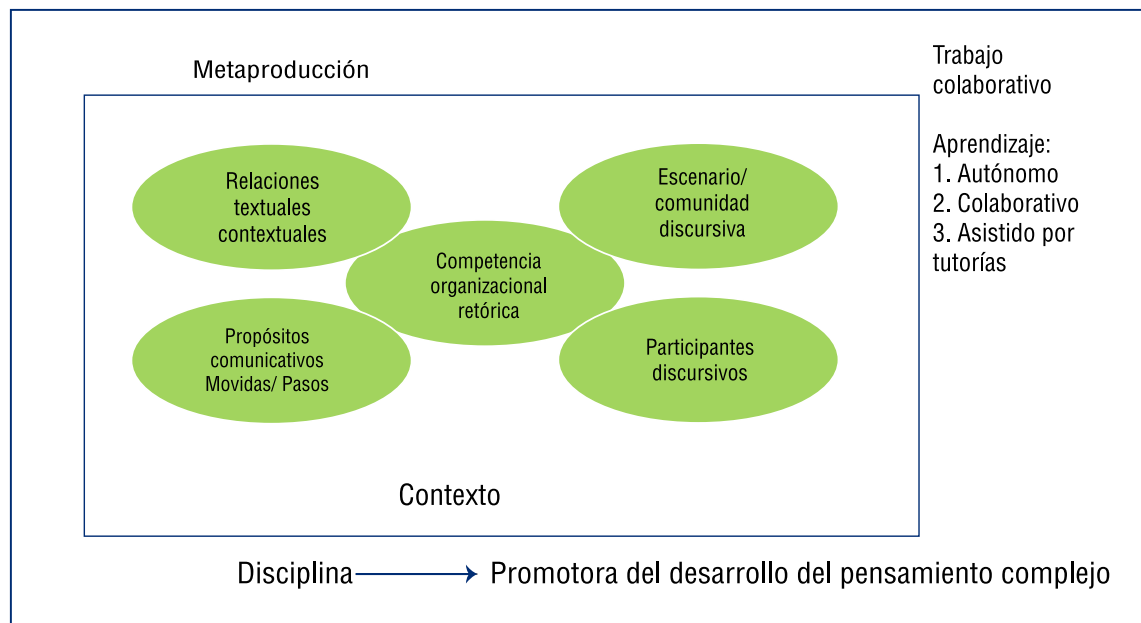 Metaproducción
Trabajo
colaborativo
Aprendizaje:
1. Autónomo
2. Colaborativo
3. Asistido por
tutorías
Relaciones
textuales
contextuales
Escenario/
comunidad
discursiva
Competencia
organizacional
retórica
Propósitos
comunicativos
Movidas/ Pasos
Participantes
discursivos
Contexto
Disciplina
Promotora del desarrollo del pensamiento complejo